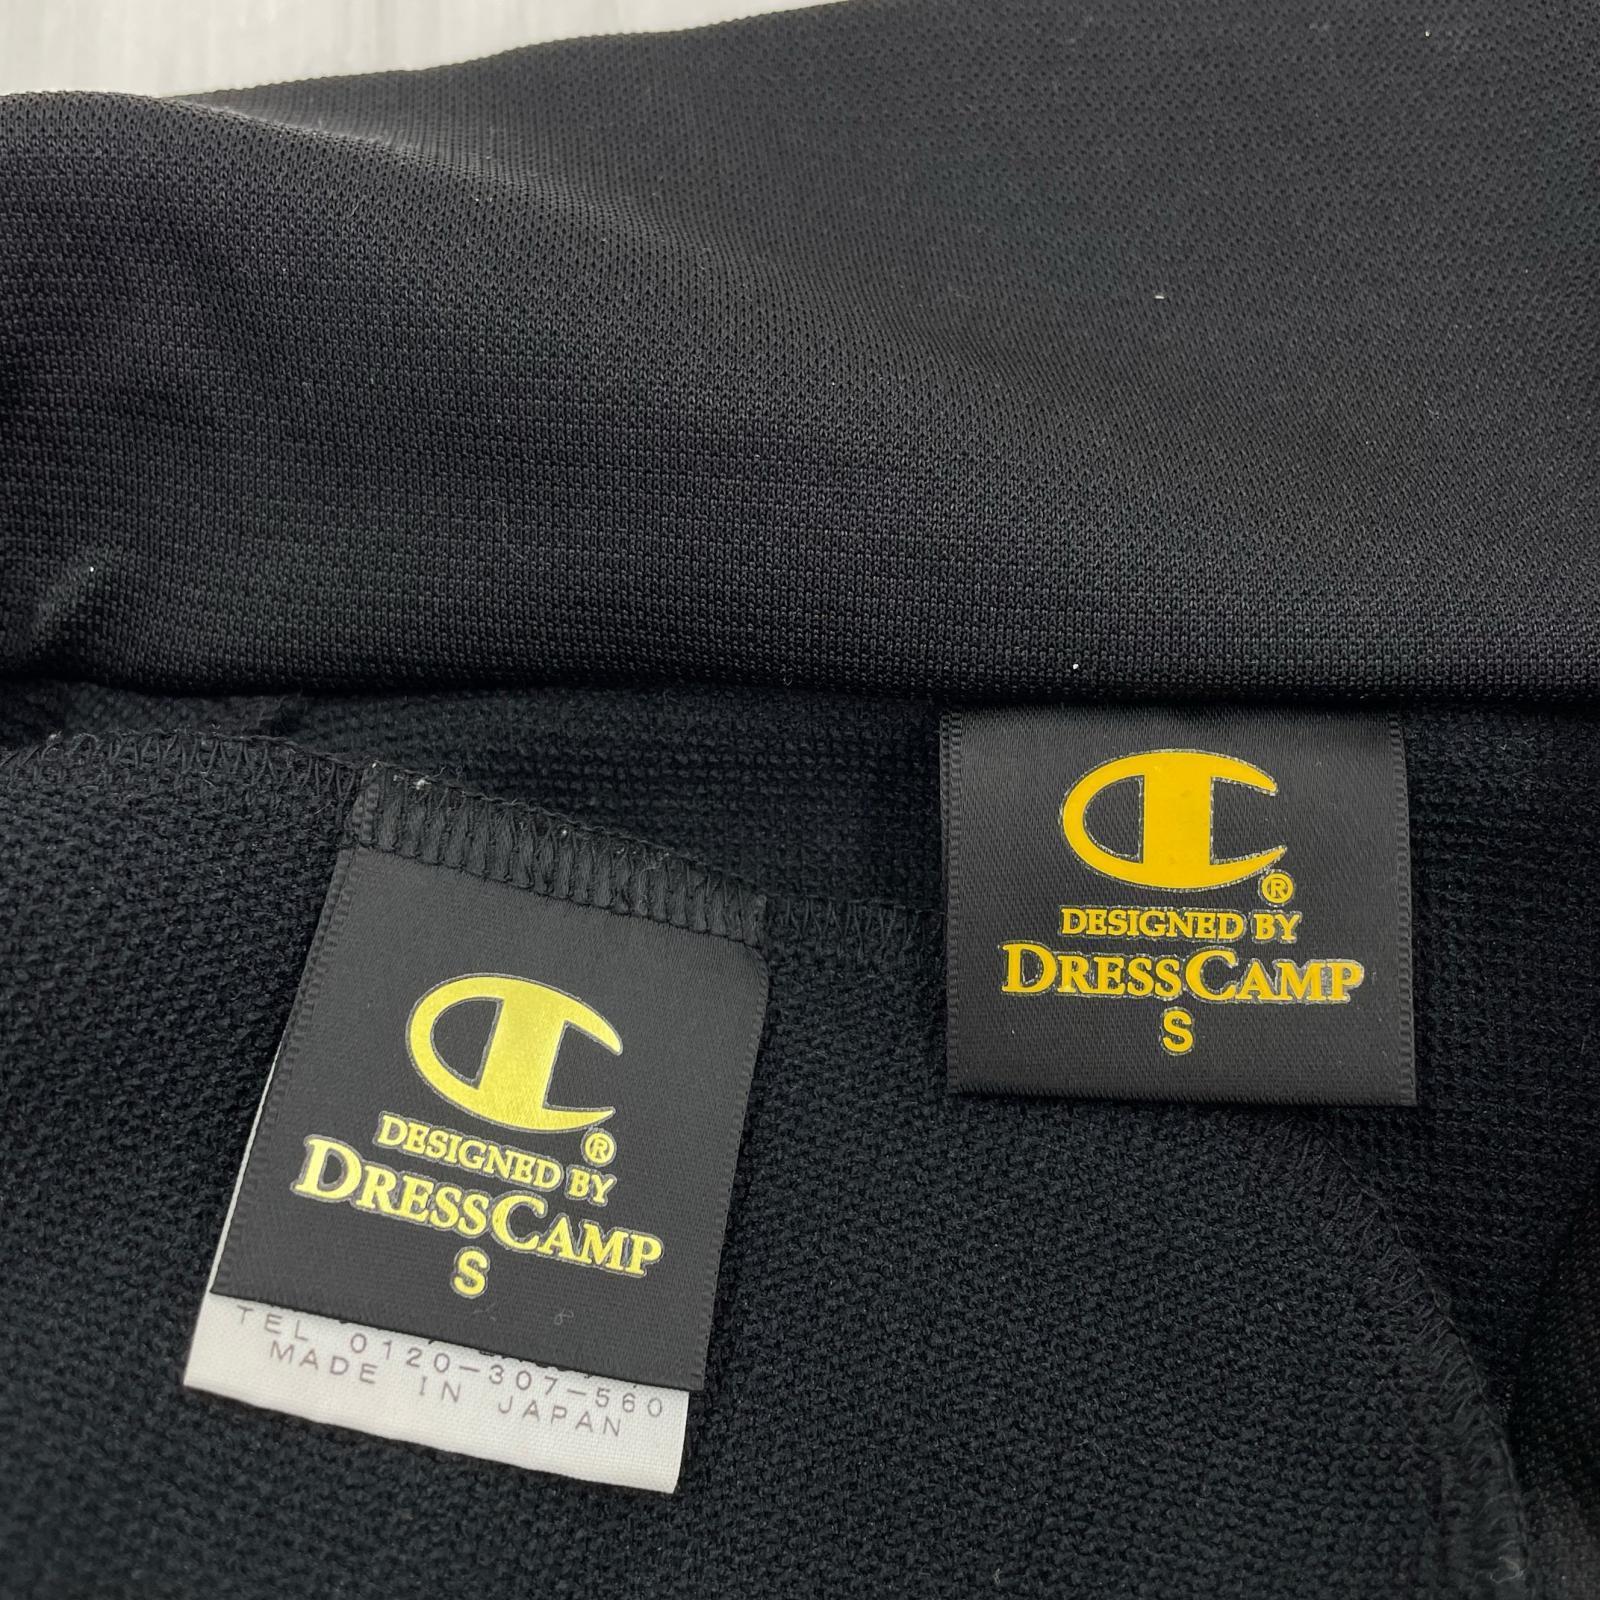 C®
DESIGNED BY
DRESSCAMP
S
C®
DESIGNED BY
DRESSCAMP
S
TEL 0120-307-560
MADE IN JAPAN